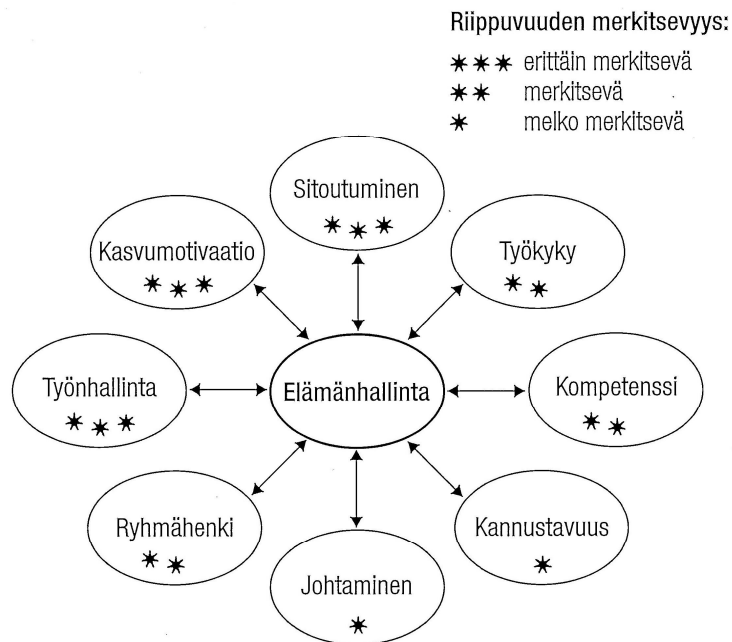 Riippuvuuden merkitsevyys:
✶✶✶ erittäin merkitsevä
✶✶ merkitsevä
✶ melko merkitsevä
Sitoutuminen
✶✶✶
Kasvumotivaatio
✶✶✶
Työkyky
✶✶
Työnhallinta
✶✶✶
Elämänhallinta
Kompetenssi
✶✶
Ryhmähenki
✶✶
Kannustavuus
✶
Johtaminen
✶